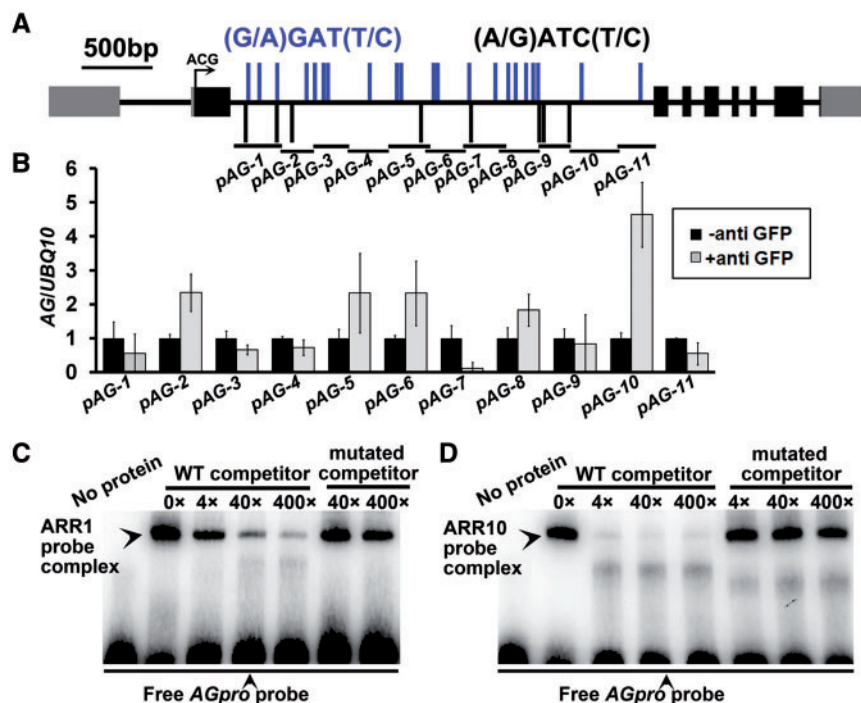 A
(G/A)GAT(T/C)
(A/G)ATC(T/C)
500bp
ACG
pAG-1
pAG-2
pAG-3
pAG-4
pAG-5
pAG-6
pAG-7
pAG-8
pAG-9
pAG-10
pAG-11
B
6
5
4
3
2
1
0
AG/UBQ10
-anti GFP
+anti GFP
pAG-1
pAG-2
pAG-3
pAG-4
pAG-5
pAG-6
pAG-7
pAG-8
pAG-9
pAG-10
pAG-11
C
No protein
WT competitor
mutated
competitor
0× 4× 40× 400× 40× 400×
ARR1
probe
complex
Free AGpro probe
D
No protein
WT competitor
mutated
competitor
0× 4× 40× 400× 4× 40× 400×
ARR10
probe
complex
Free AGpro probe